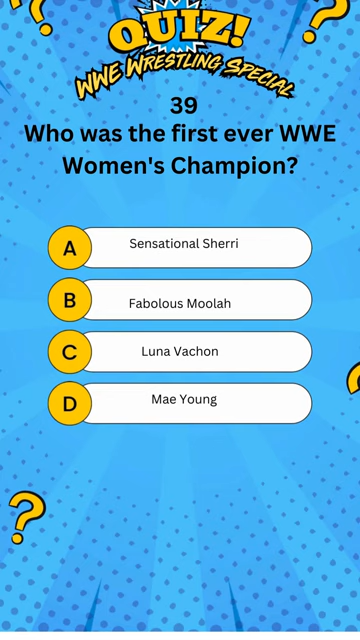 QUIZ!
WWE WRESTLING SPECIAL
39
Who was the first ever WWE
Women's Champion?
A Sensational Sherri
B Fabolous Moolah
C Luna Vachon
D Mae Young
?
?
?